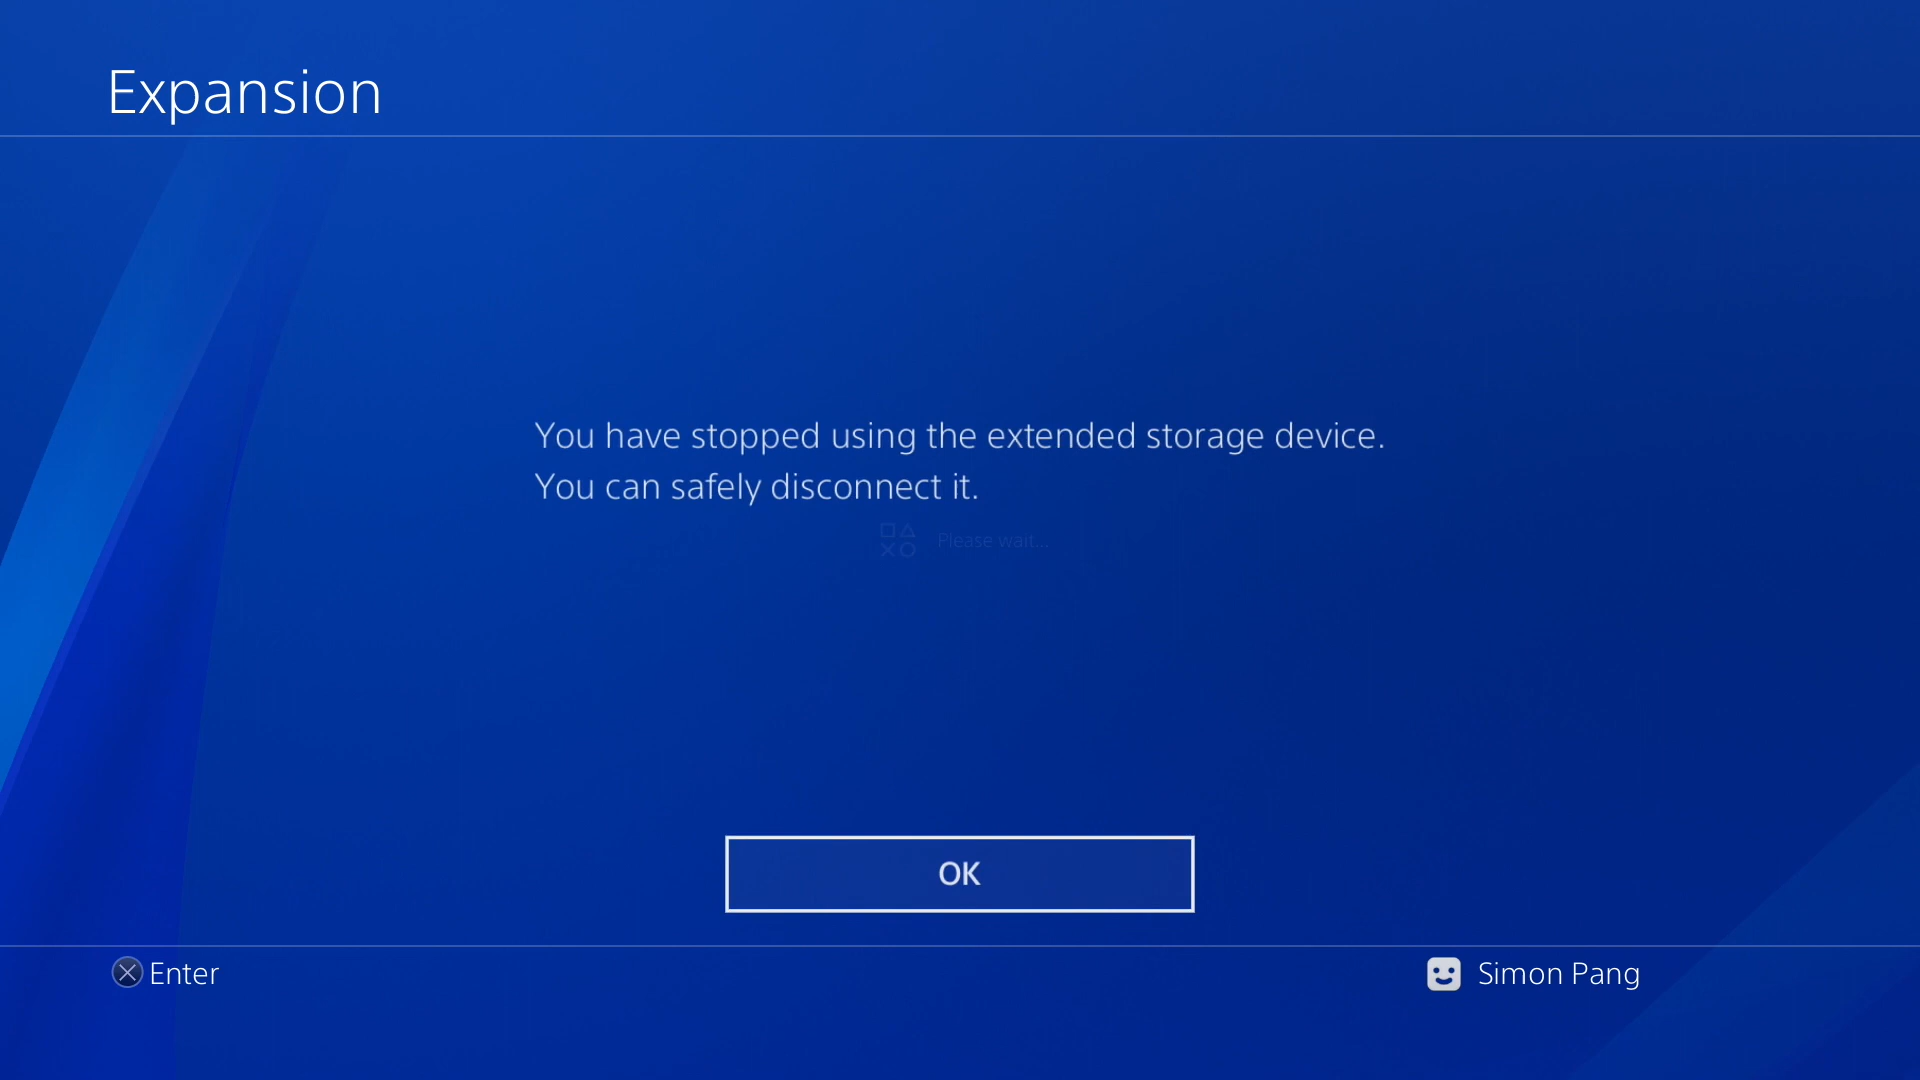 Expansion
You have stopped using the extended storage device.
You can safely disconnect it.
Please wait...
OK
Enter
Simon Pang